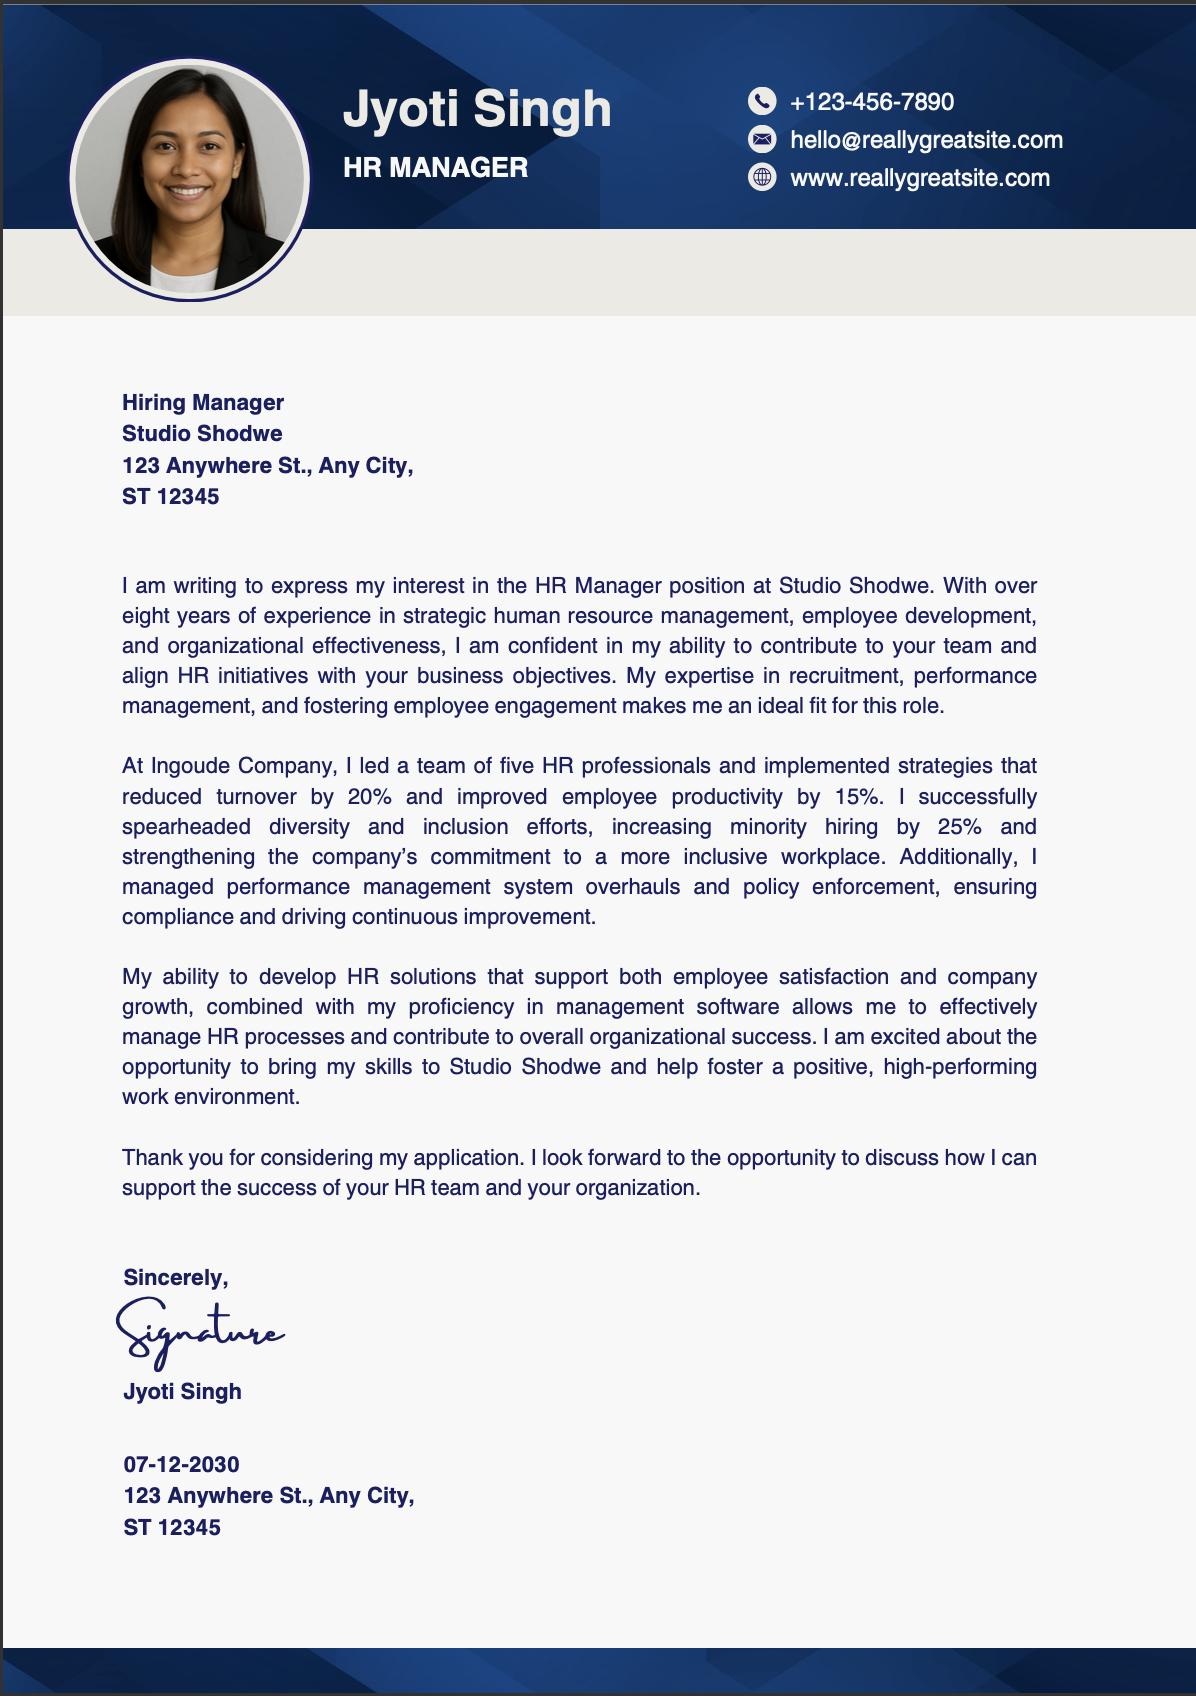 Jyoti Singh
HR MANAGER
+123-456-7890
hello@reallygreatsite.com
www.reallygreatsite.com
Hiring Manager
Studio Shodwe
123 Anywhere St., Any City,
ST 12345
I am writing to express my interest in the HR Manager position at Studio Shodwe. With over
eight years of experience in strategic human resource management, employee development,
and organizational effectiveness, I am confident in my ability to contribute to your team and
align HR initiatives with your business objectives. My expertise in recruitment, performance
management, and fostering employee engagement makes me an ideal fit for this role.
At Ingoude Company, I led a team of five HR professionals and implemented strategies that
reduced turnover by 20% and improved employee productivity by 15%. I successfully
spearheaded diversity and inclusion efforts, increasing minority hiring by 25% and
strengthening the company’s commitment to a more inclusive workplace. Additionally, I
managed performance management system overhauls and policy enforcement, ensuring
compliance and driving continuous improvement.
My ability to develop HR solutions that support both employee satisfaction and company
growth, combined with my proficiency in management software allows me to effectively
manage HR processes and contribute to overall organizational success. I am excited about the
opportunity to bring my skills to Studio Shodwe and help foster a positive, high-performing
work environment.
Thank you for considering my application. I look forward to the opportunity to discuss how I can
support the success of your HR team and your organization.
Sincerely,
Signature
Jyoti Singh
07-12-2030
123 Anywhere St., Any City,
ST 12345